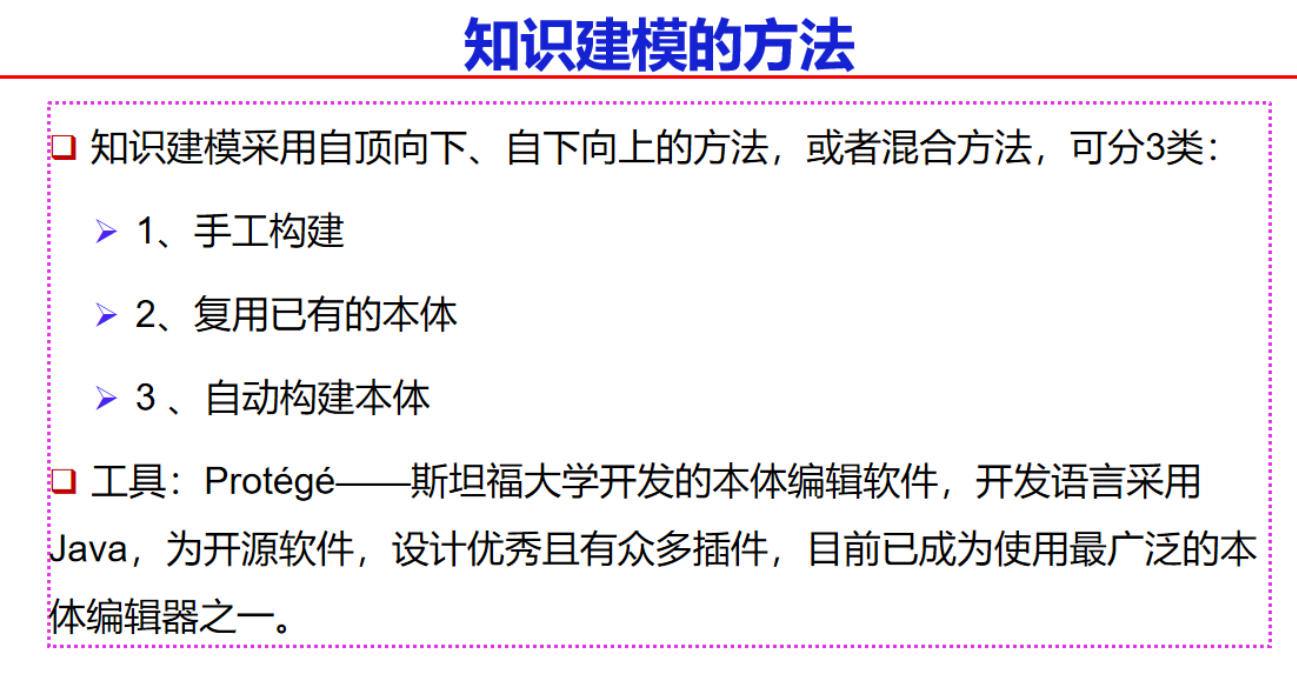 知识建模的方法
知识建模采用自顶向下、自下向上的方法，或者混合方法，可分3类：
1、手工构建
2、复用已有的本体
3 、自动构建本体
工具：Protégé——斯坦福大学开发的本体编辑软件，开发语言采用
Java，为开源软件，设计优秀且有众多插件，目前已成为使用最广泛的本
体编辑器之一。